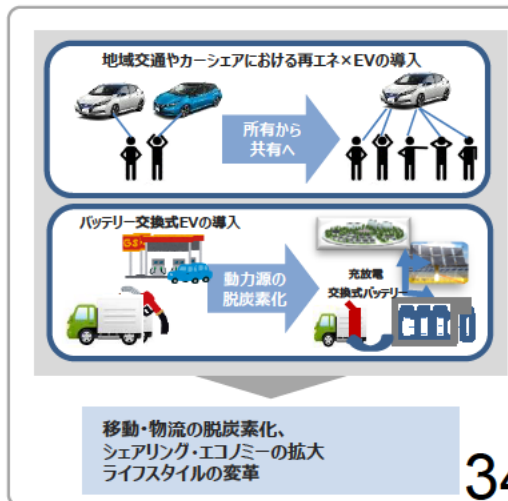 地域交通やカーシェアにおける再エネ×EVの導入
所有から
共有へ
バッテリー交換式EVの導入
GS
動力源の
脱炭素化
充放電
交換式バッテリー
移動・物流の脱炭素化、
シェアリング・エコノミーの拡大
ライフスタイルの変革
34